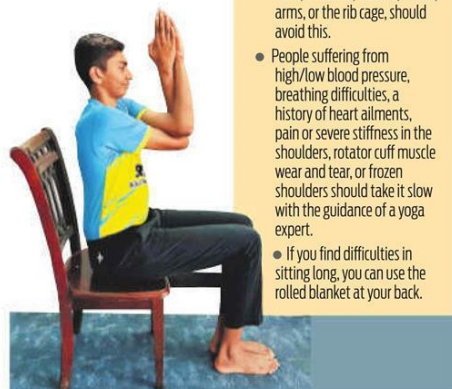 arms, or the rib cage, should
avoid this.
● People suffering from
high/low blood pressure,
breathing difficulties, a
history of heart ailments,
pain or severe stiffness in the
shoulders, rotator cuff muscle
wear and tear, or frozen
shoulders should take it slow
with the guidance of a yoga
expert.
● If you find difficulties in
sitting long, you can use the
rolled blanket at your back.